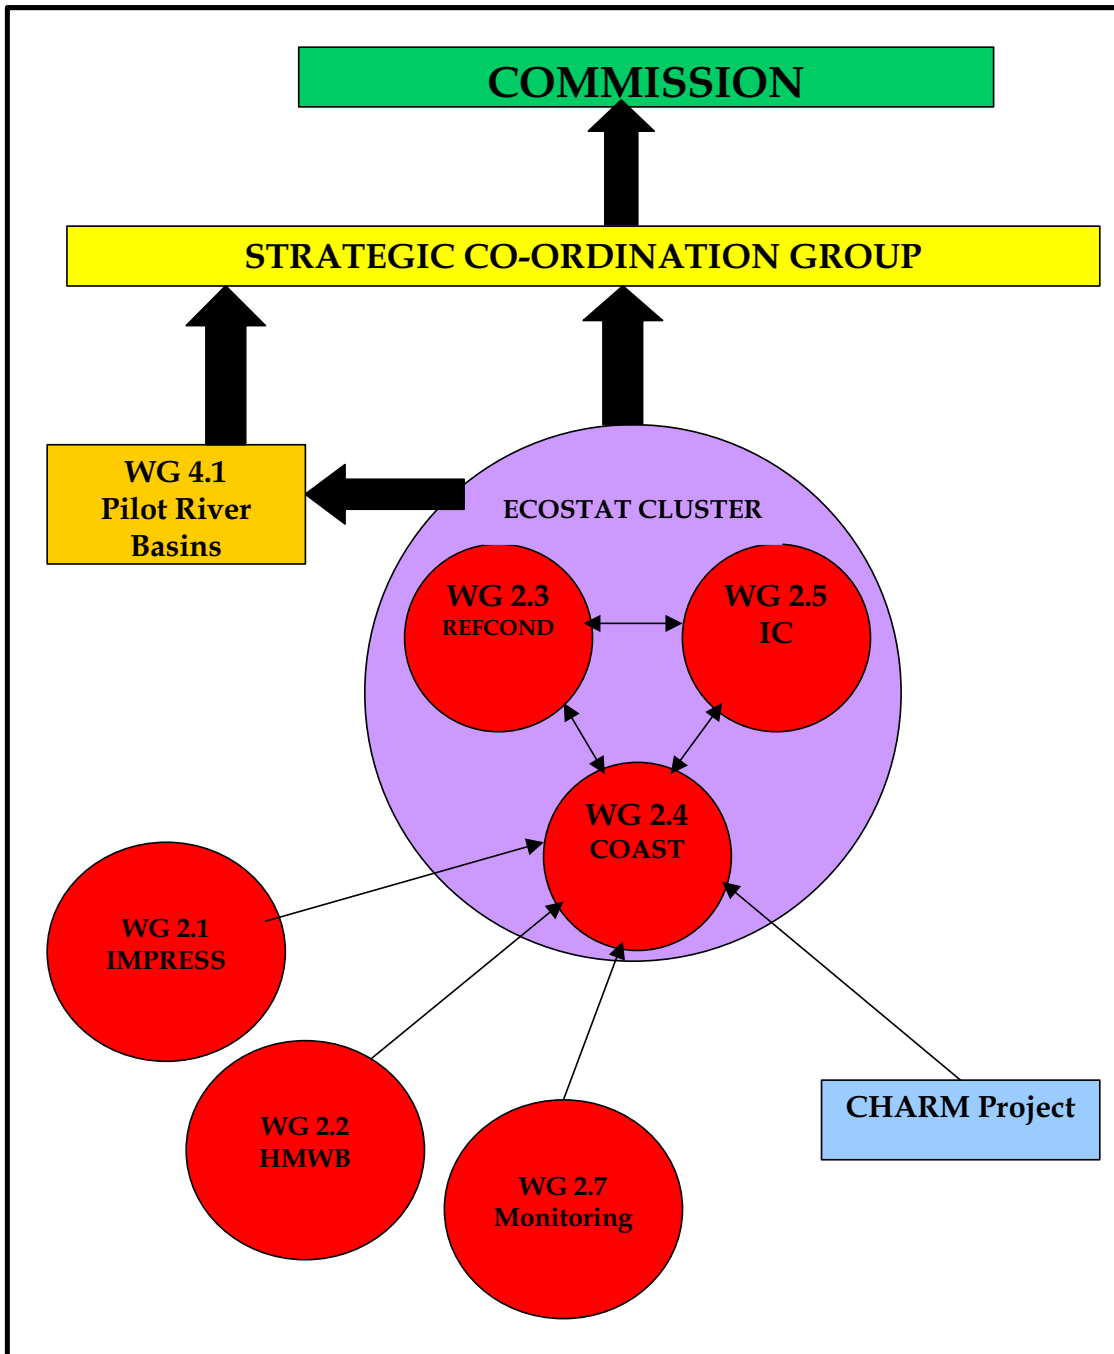 COMMISSION
STRATEGIC CO-ORDINATION GROUP
WG 4.1
Pilot River
Basins
ECOSTAT CLUSTER
WG 2.3
REFCOND
WG 2.5
IC
WG 2.4
COAST
WG 2.1
IMPRESS
WG 2.2
HMWB
WG 2.7
Monitoring
CHARM Project